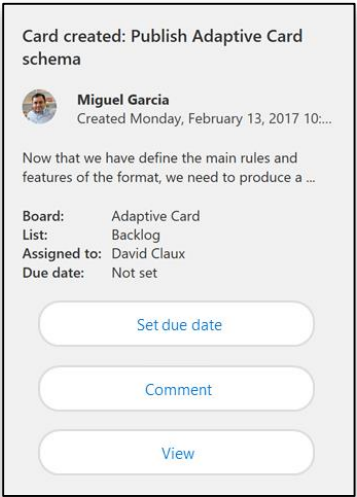 Card created: Publish Adaptive Card
schema
Miguel Garcia
Created Monday, February 13, 2017 10:...
Now that we have define the main rules and
features of the format, we need to produce a ...
Board: Adaptive Card
List: Backlog
Assigned to: David Claux
Due date: Not set
Set due date
Comment
View